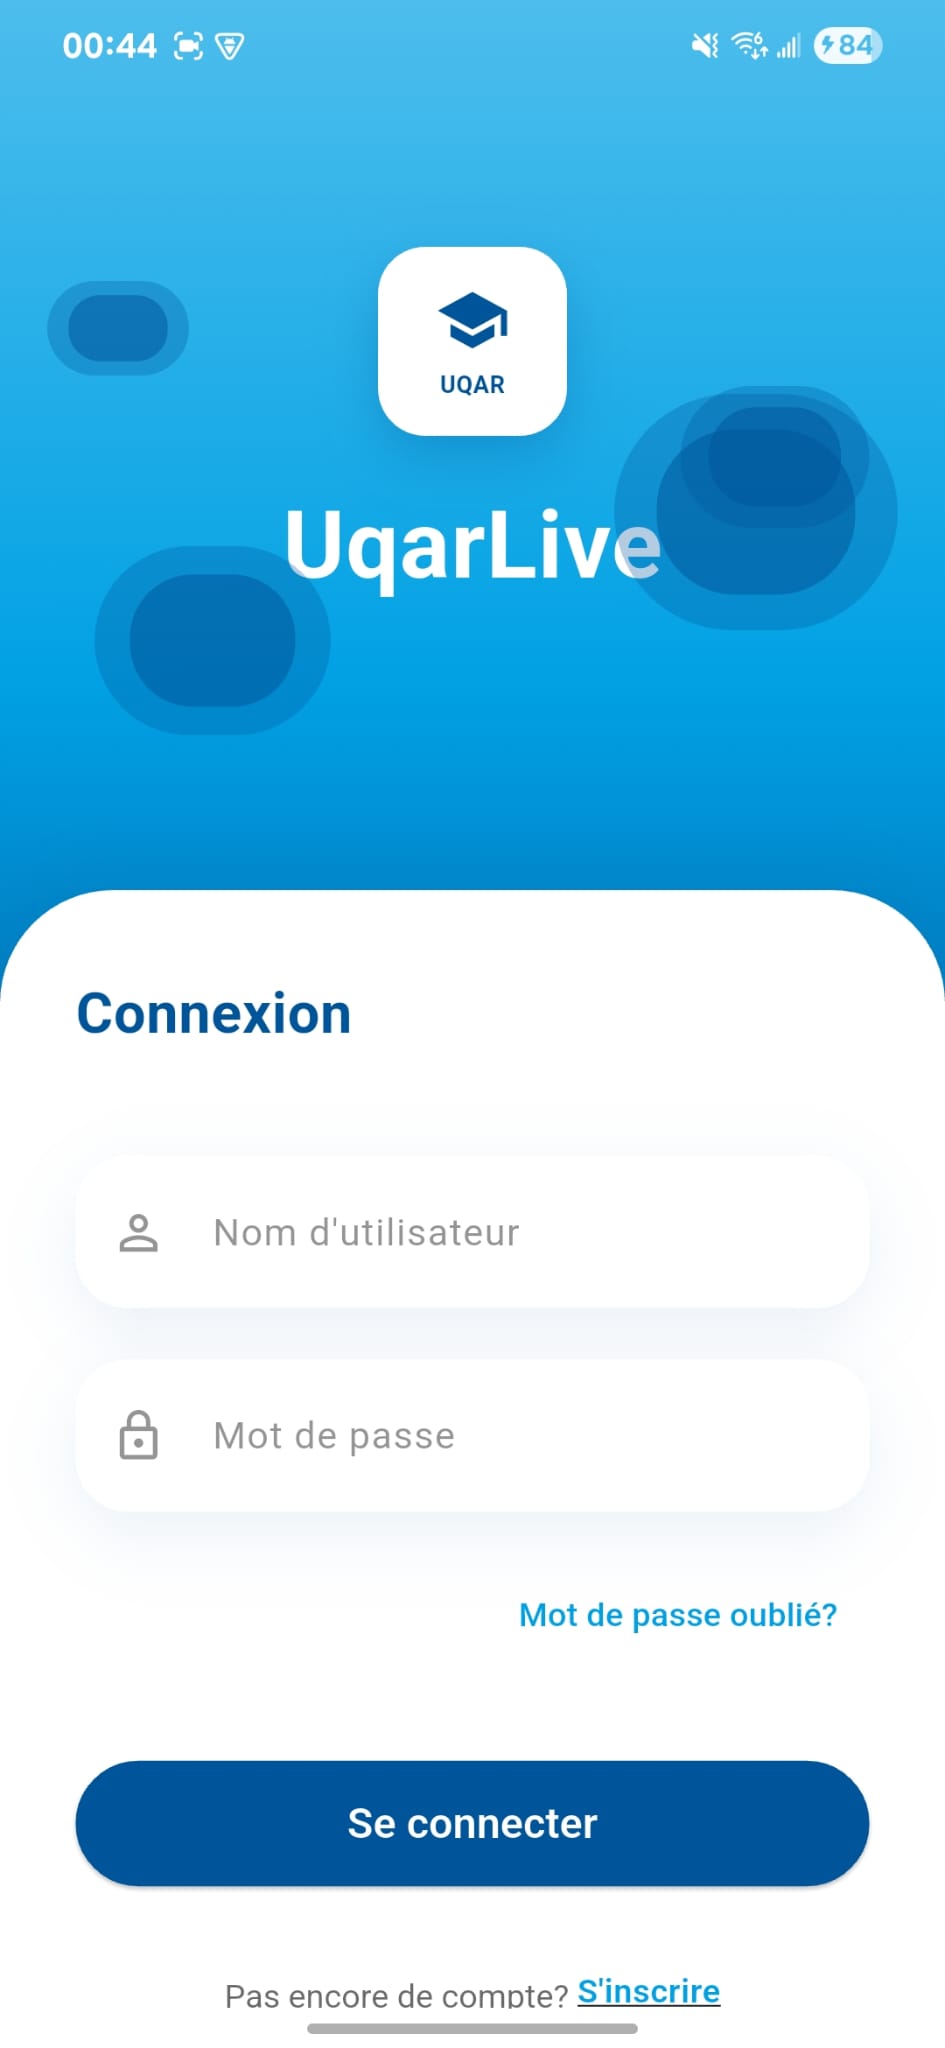 00:44
6
84
UQAR
UqarLive
Connexion
Nom d'utilisateur
Mot de passe
Mot de passe oublié?
Se connecter
Pas encore de compte? S'inscrire